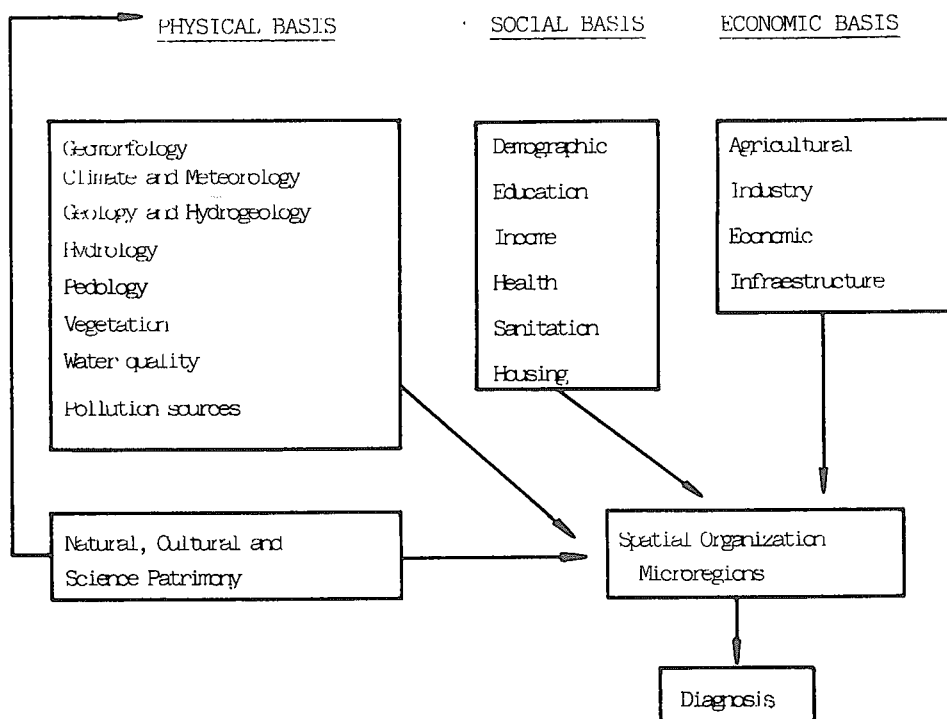 PHYSICAL BASIS
SOCIAL BASIS
ECONOMIC BASIS
Geomorfology
Climate and Meteorology
Geology and Hydrogeology
Hydrology
Pedology
Vegetation
Water quality
Pollution sources
Demographic
Education
Income
Health
Sanitation
Housing
Agricultural
Industry
Economic
Infraestructure
Natural, Cultural and
Science Patrimony
Spatial Organization
Microregions
Diagnosis